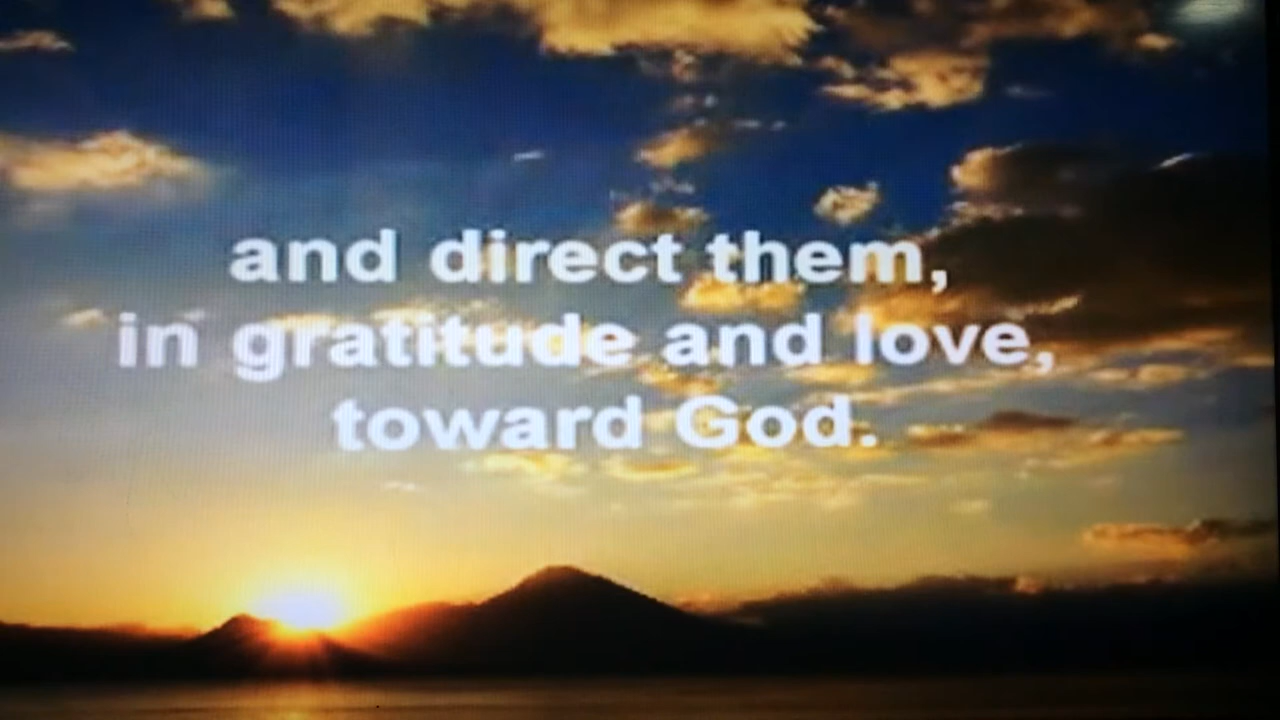 and direct them,
in gratitude and love,
toward God.